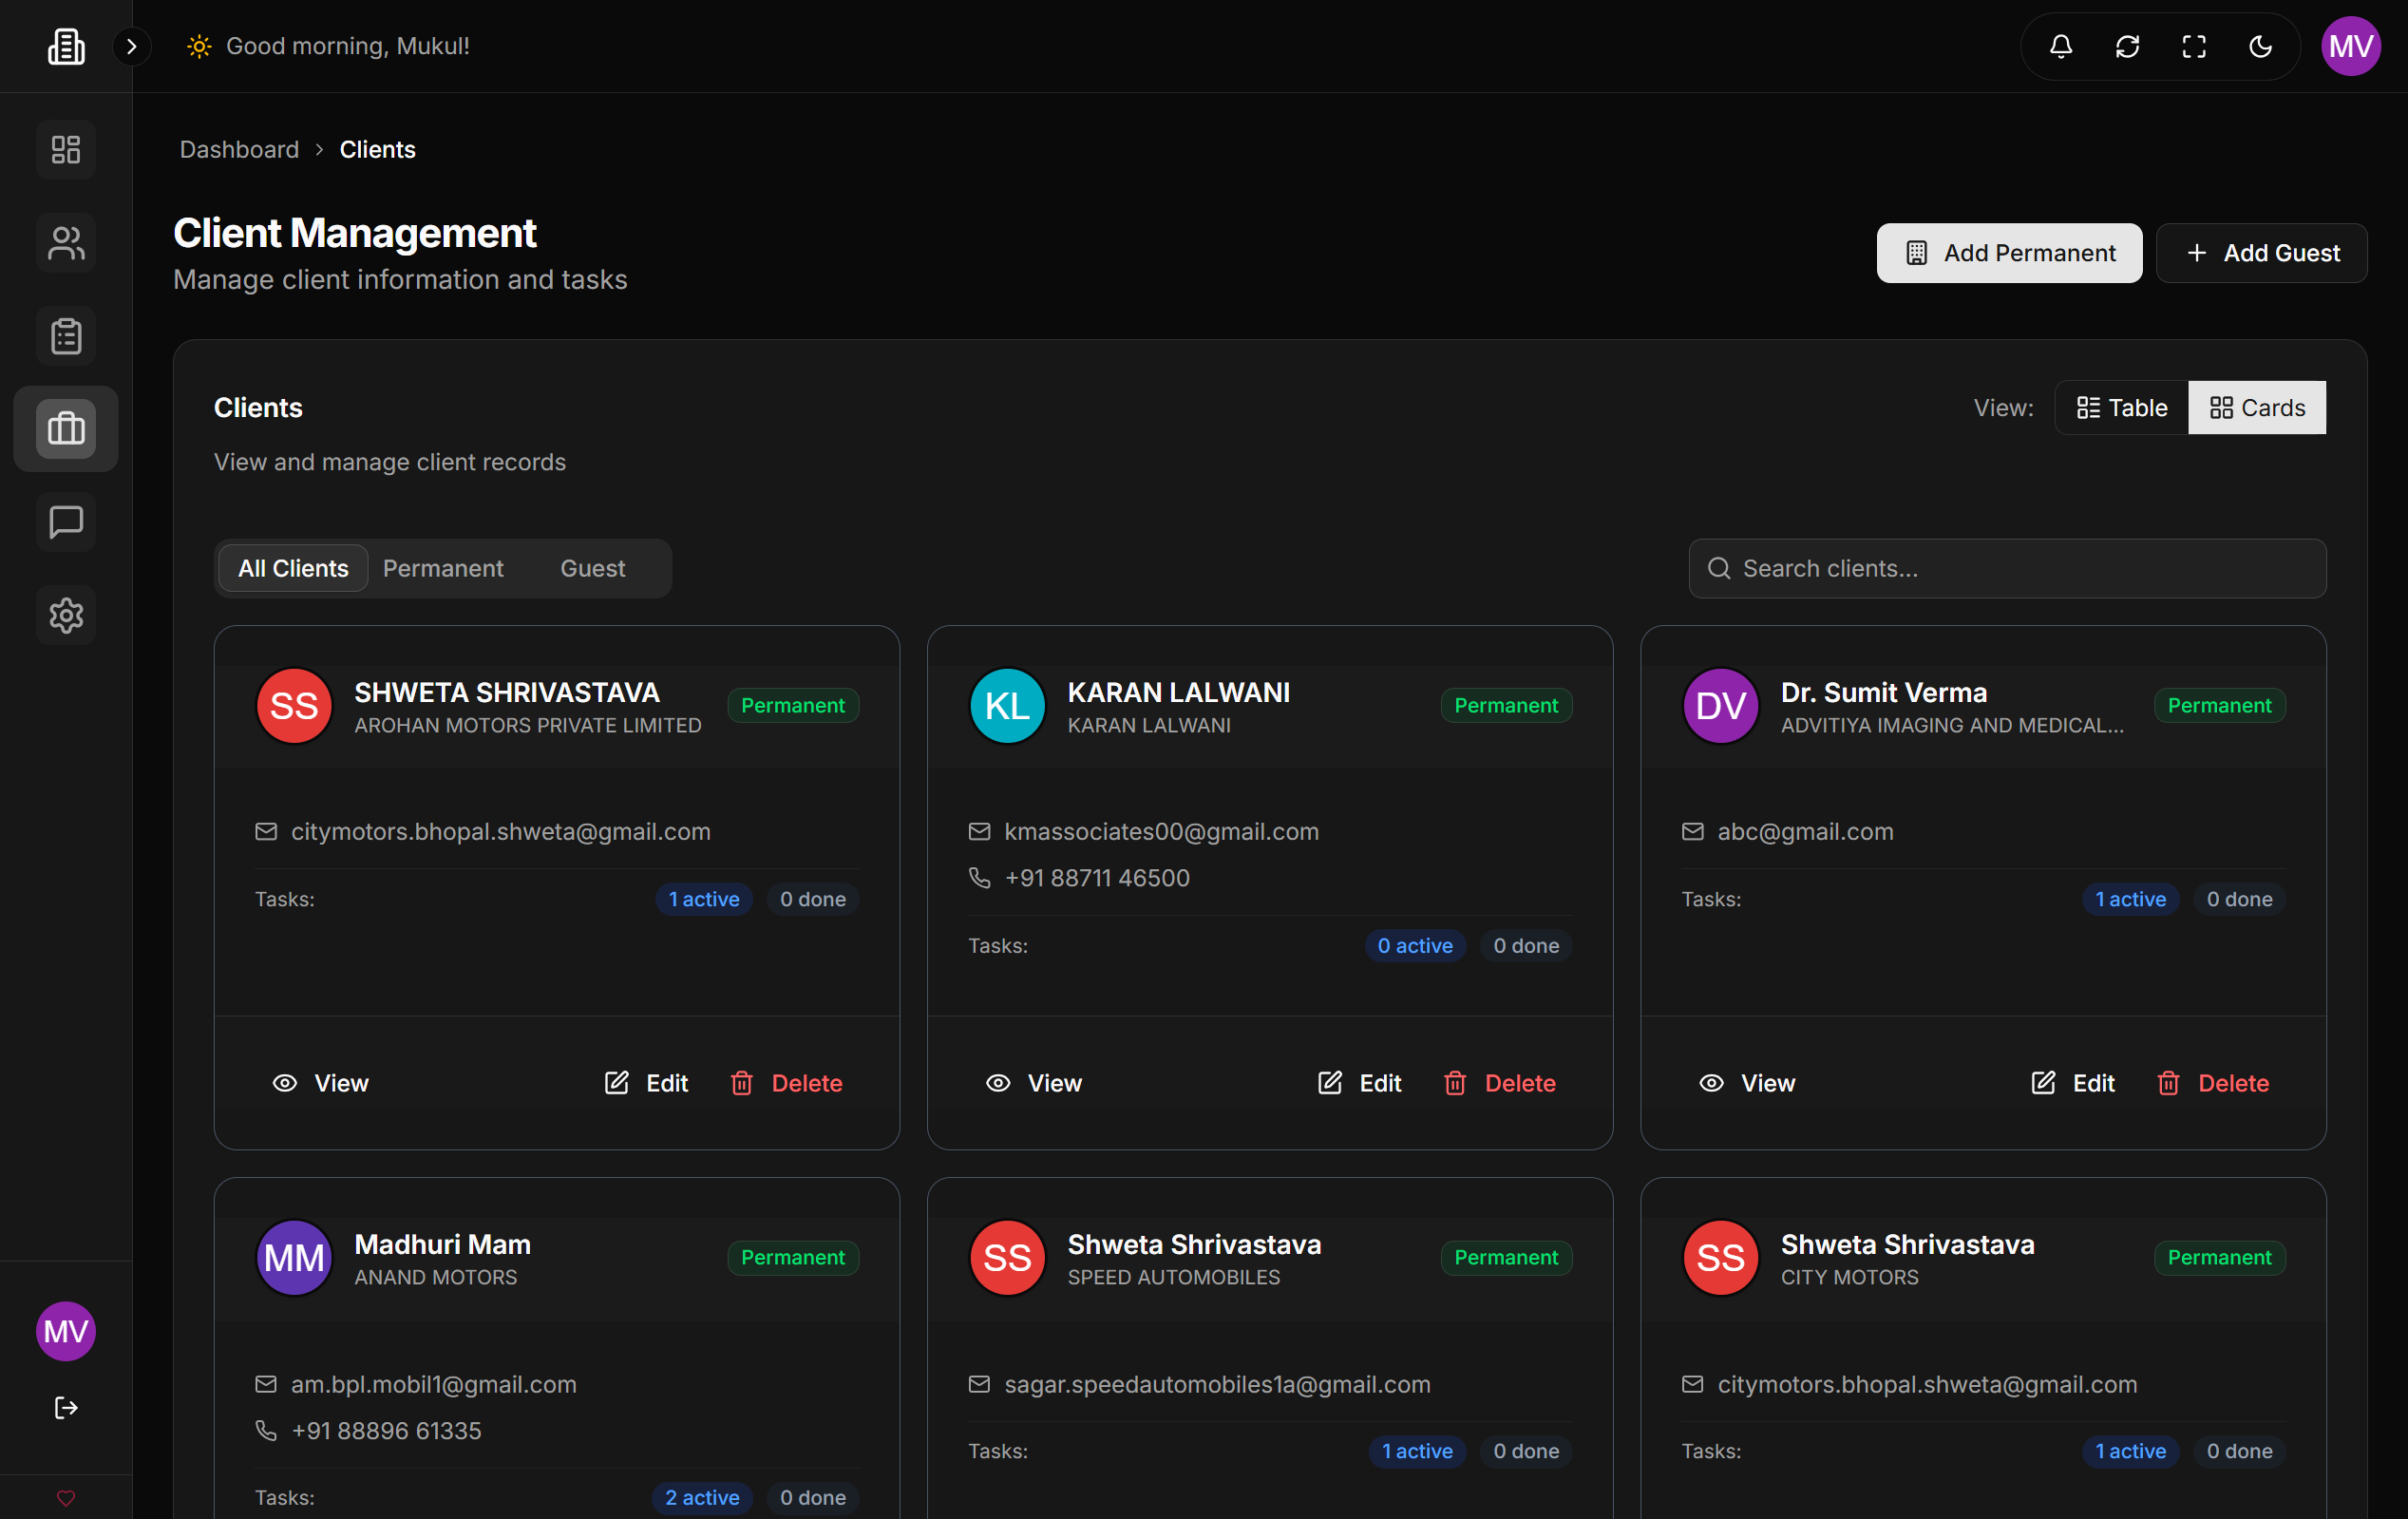 Good morning, Mukul!
MV
Dashboard > Clients
Client Management
Manage client information and tasks
Add Permanent
Add Guest
Clients
View and manage client records
View:
Table
Cards
All Clients
Permanent
Guest
Search clients...
SS
SHWETA SHRIVASTAVA
AROHAN MOTORS PRIVATE LIMITED
Permanent
citymotors.bhopal.shweta@gmail.com
Tasks:
1 active
0 done
View
Edit
Delete
KL
KARAN LALWANI
KARAN LALWANI
Permanent
kmassociates00@gmail.com
+91 88711 46500
Tasks:
0 active
0 done
View
Edit
Delete
DV
Dr. Sumit Verma
ADVITIYA IMAGING AND MEDICAL...
Permanent
abc@gmail.com
Tasks:
1 active
0 done
View
Edit
Delete
MM
Madhuri Mam
ANAND MOTORS
Permanent
am.bpl.mobil1@gmail.com
+91 88896 61335
Tasks:
2 active
0 done
SS
Shweta Shrivastava
SPEED AUTOMOBILES
Permanent
sagar.speedautomobiles1a@gmail.com
Tasks:
1 active
0 done
SS
Shweta Shrivastava
CITY MOTORS
Permanent
citymotors.bhopal.shweta@gmail.com
Tasks:
1 active
0 done
MV